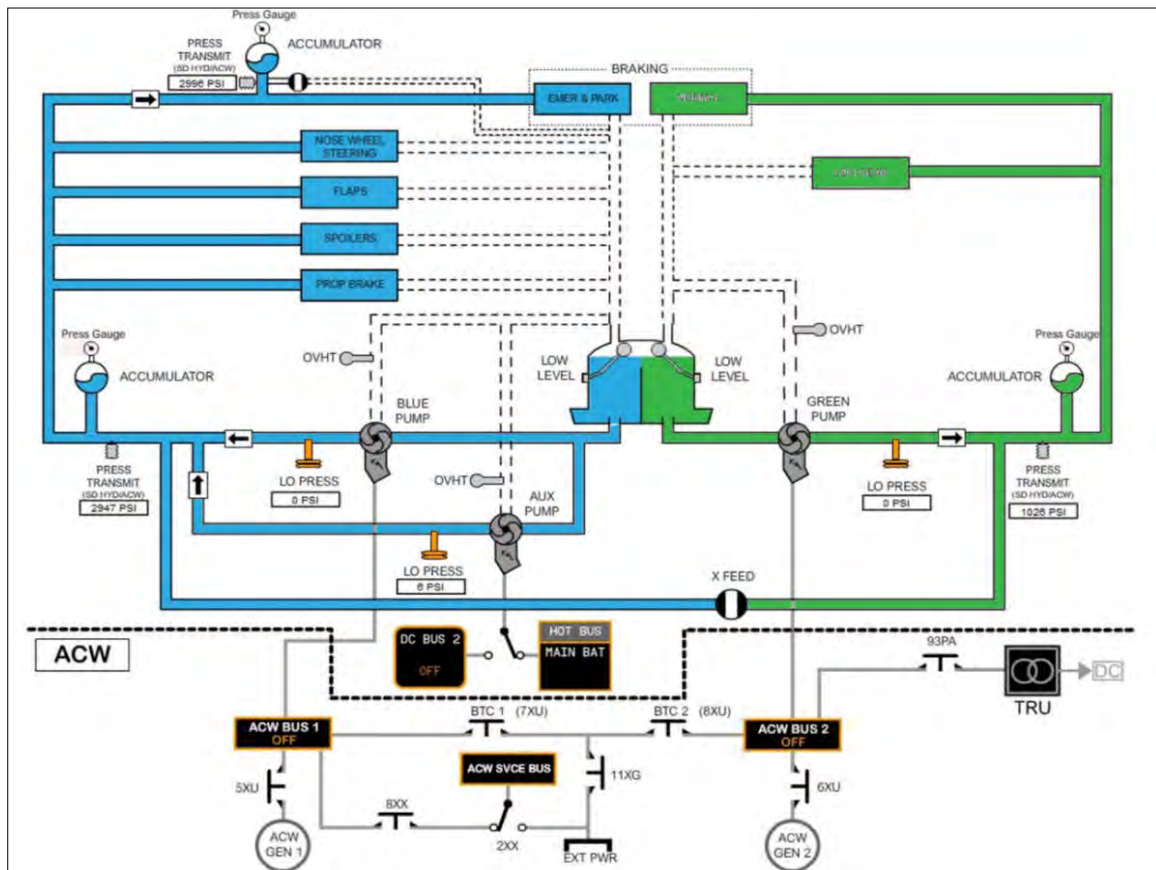 Press Gauge
PRESS
TRANSMIT
(SD HYD/ACW)
2996 PSI
ACCUMULATOR
BRAKING
EMER & PARK
NOSE WHEEL
STEERING
FLAPS
SPOILERS
PROP BRAKE
Press Gauge
ACCUMULATOR
OVHT
LOW
LEVEL
LOW
LEVEL
OVHT
Press Gauge
ACCUMULATOR
BLUE
PUMP
GREEN
PUMP
PRESS
TRANSMIT
(SD HYD/ACW)
2947 PSI
LO PRESS
0 PSI
OVHT
AUX
PUMP
LO PRESS
0 PSI
PRESS
TRANSMIT
(SD HYD/ACW)
1026 PSI
LO PRESS
6 PSI
X FEED
ACW
DC BUS 2
OFF
HOT BUS
MAIN BAT
93PA
DC
TRU
ACW BUS 1
OFF
BTC 1 (7XU)
BTC 2 (8XU)
ACW BUS 2
OFF
ACW SVCE BUS
11XG
5XU
6XU
8XX
2XX
ACW
GEN 1
EXT PWR
ACW
GEN 2